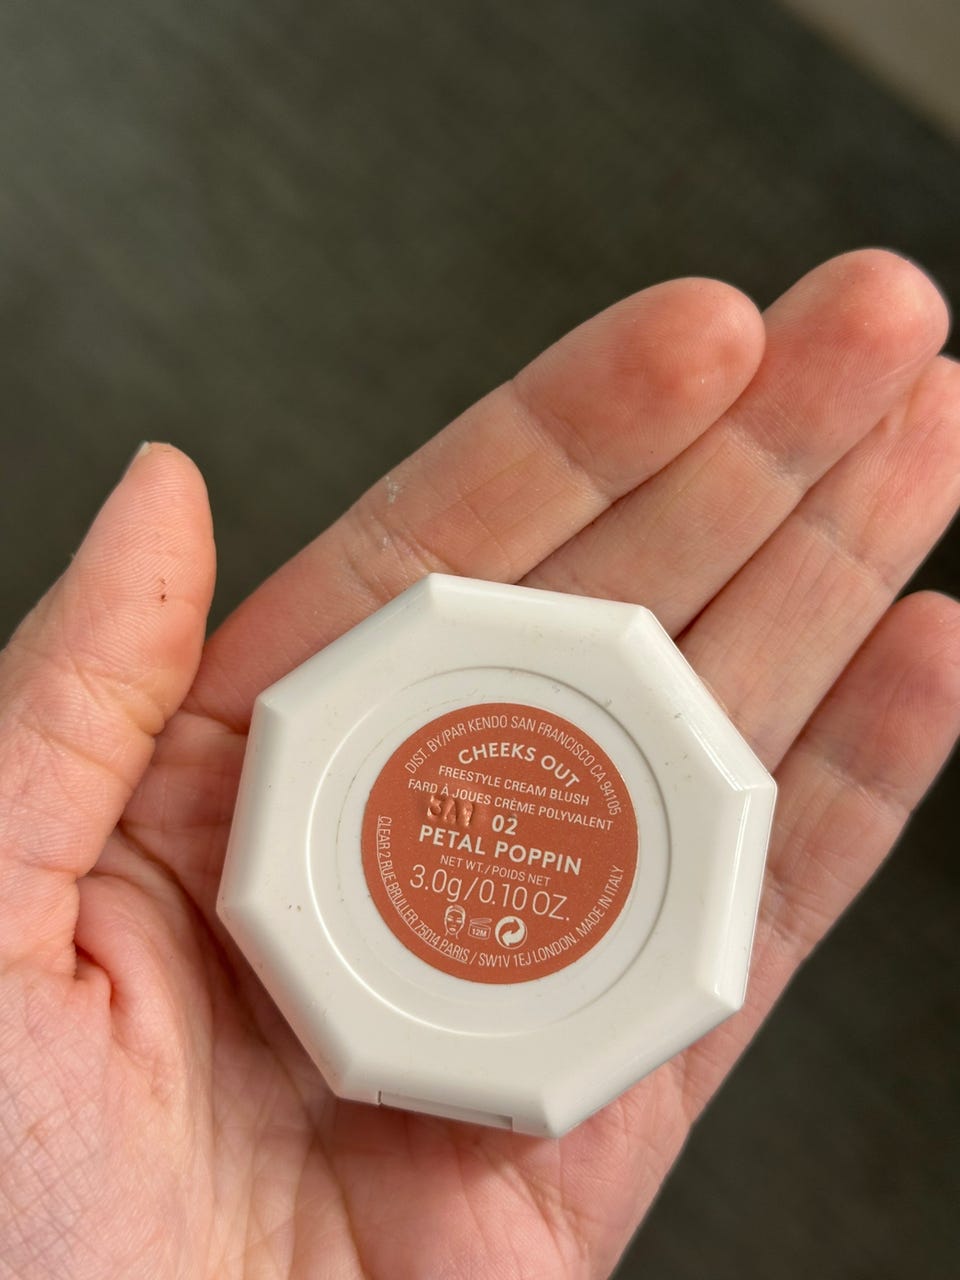 DIST. BY/PAR KENDO SAN FRANCISCO CA 94105
CHEEKS OUT
FREESTYLE CREAM BLUSH
FARD À JOUES CRÈME POLYVALENT
02
PETAL POPPIN
NET WT./POIDS NET
3.0g/0.10 OZ.
12M
CLEAR 2 RUE BRULLER 75014 PARIS / SW1V 1EJ LONDON. MADE IN ITALY